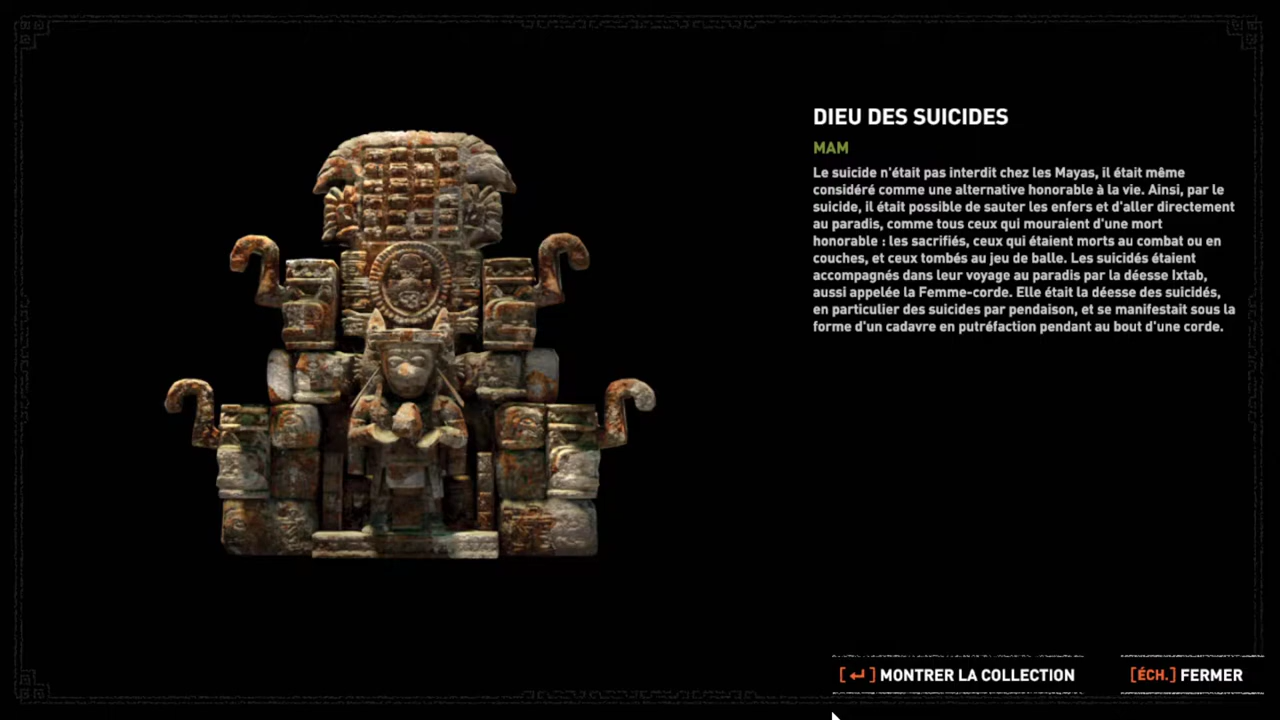 DIEU DES SUICIDES
MAM
Le suicide n'était pas interdit chez les Mayas, il était même
considéré comme une alternative honorable à la vie. Ainsi, par le
suicide, il était possible de sauter les enfers et d'aller directement
au paradis, comme tous ceux qui mouraient d'une mort
honorable : les sacrifiés, ceux qui étaient morts au combat ou en
couches, et ceux tombés au jeu de balle. Les suicidés étaient
accompagnés dans leur voyage au paradis par la déesse Ixtab,
aussi appelée la Femme-corde. Elle était la déesse des suicidés,
en particulier des suicides par pendaison, et se manifestait sous la
forme d'un cadavre en putréfaction pendant au bout d'une corde.
[↵] MONTRER LA COLLECTION
[ÉCH.] FERMER